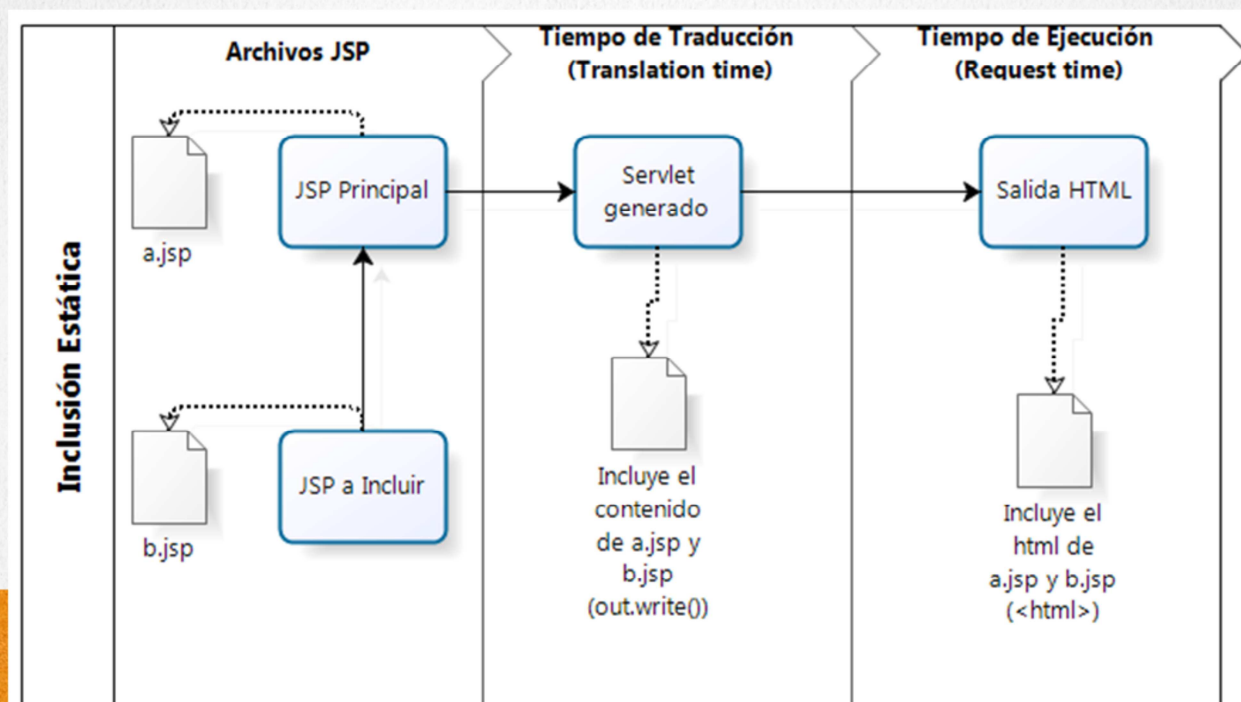 Archivos JSP
Tiempo de Traducción
(Translation time)
Tiempo de Ejecución
(Request time)
Inclusión Estática
a.jsp
JSP Principal
Servlet
generado
Salida HTML
b.jsp
JSP a Incluir
Incluye el
contenido
de a.jsp y
b.jsp
(out.write())
Incluye el
html de
a.jsp y b.jsp
(<html>)